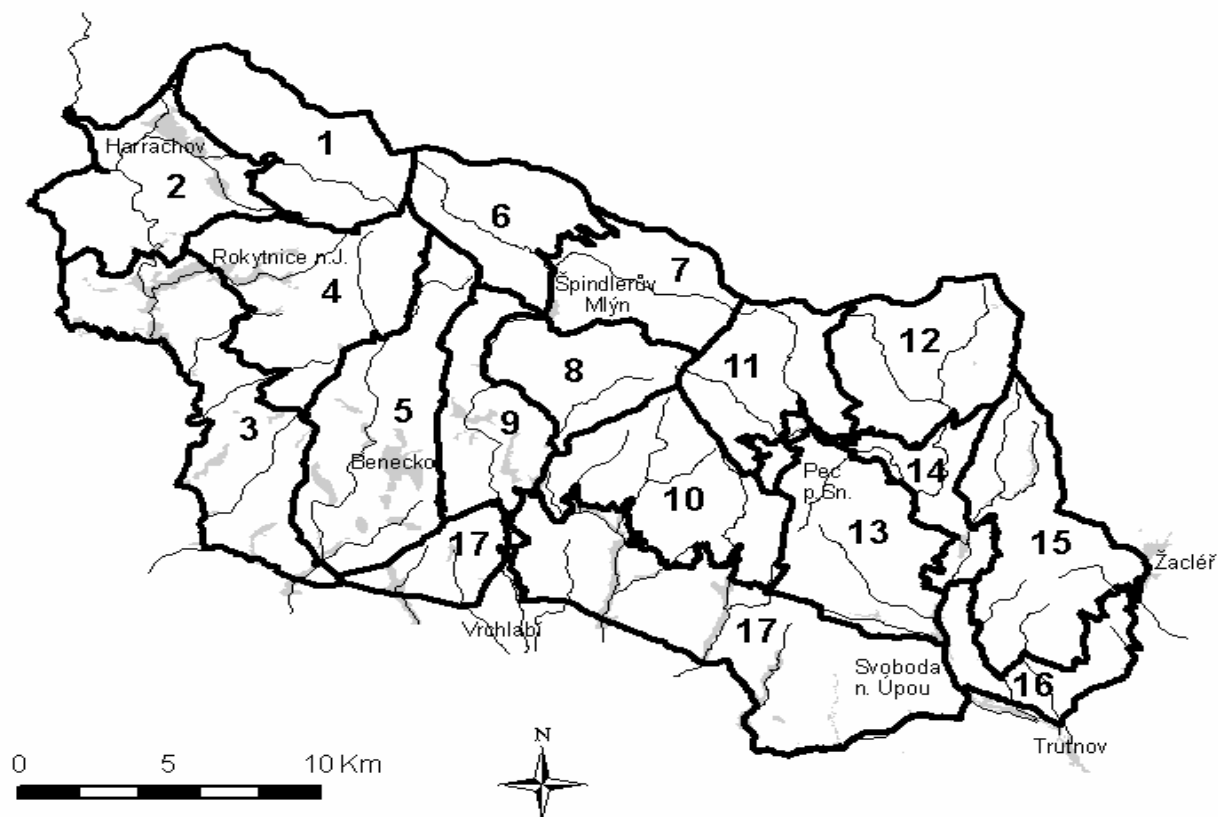 1
Harrachov
2
6
Rokytnice n.J.
7
Špindlerův
Mlýn
4
12
11
8
5
9
3
Benecko
Pec
p.Sn.
14
10
13
15
17
Žacléř
Vrchlabí
17
Svoboda
n. Úpou
16
N
Trutnov
0 5 10 Km